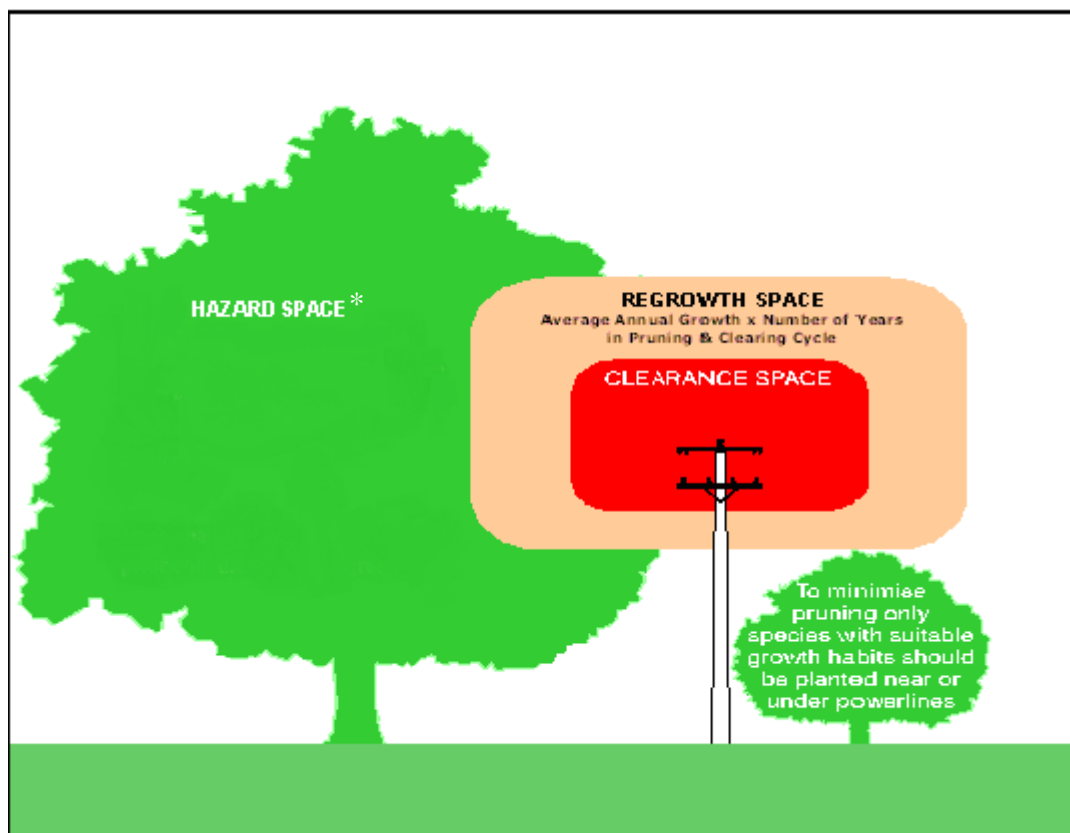 HAZARD SPACE*
REGROWTH SPACE
Average Annual Growth x Number of Years
in Pruning & Clearing Cycle
CLEARANCE SPACE
To minimise
pruning only
species with suitable
growth habits should
be planted near or
under powerlines